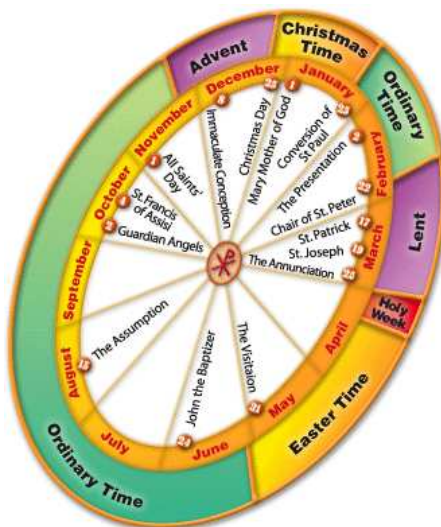 Advent
Christmas
Time
Ordinary
Time
Lent
Holy
Week
Easter Time
Ordinary Time
December
January
February
March
April
May
June
July
August
September
October
November
8
Immaculate Conception
25
Christmas Day
1
Mary Mother of God
25
Conversion of
St Paul
2
The Presentation
Chair of St. Peter
17
St. Patrick
19
St. Joseph
25
The Annunciation
The Visitaion
24
John the Baptizer
15
The Assumption
2
Guardian Angels
4
St. Francis
of Assisi
1
All Saints'
Day